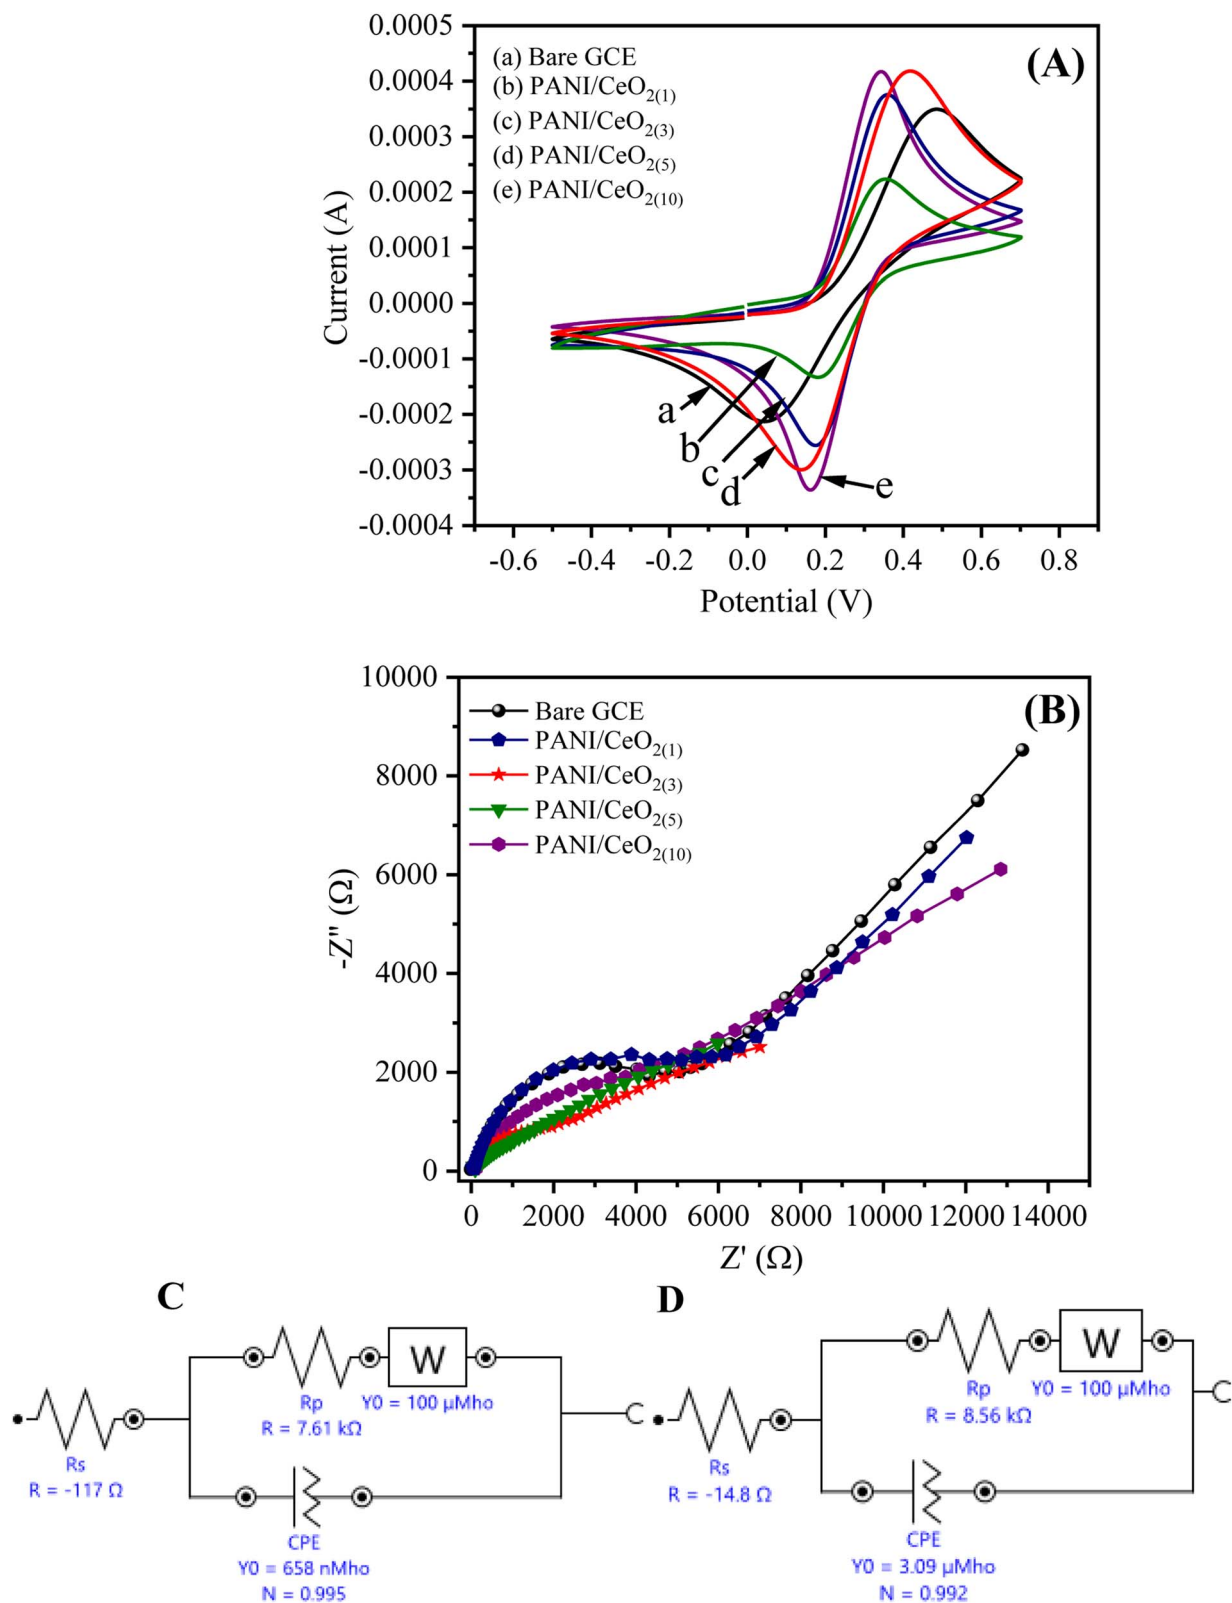 (A)
(a) Bare GCE
(b) PANI/CeO2(1)
(c) PANI/CeO2(3)
(d) PANI/CeO2(5)
(e) PANI/CeO2(10)
0.0005
0.0004
0.0003
0.0002
0.0001
0.0000
-0.0001
-0.0002
-0.0003
-0.0004
Current (A)
a
b
c
d
e
-0.6
-0.4
-0.2
0.0
0.2
0.4
0.6
0.8
Potential (V)
(B)
Bare GCE
PANI/CeO2(1)
PANI/CeO2(3)
PANI/CeO2(5)
PANI/CeO2(10)
10000
8000
6000
4000
2000
0
-Z" (Ω)
0
2000
4000
6000
8000
10000
12000
14000
Z' (Ω)
C
W
Rp
R = 7.61 kΩ
Y0 = 100 µMho
Rs
R = -117 Ω
CPE
Y0 = 658 nMho
N = 0.995
D
W
Rp
R = 8.56 kΩ
Y0 = 100 µMho
Rs
R = -14.8 Ω
CPE
Y0 = 3.09 µMho
N = 0.992